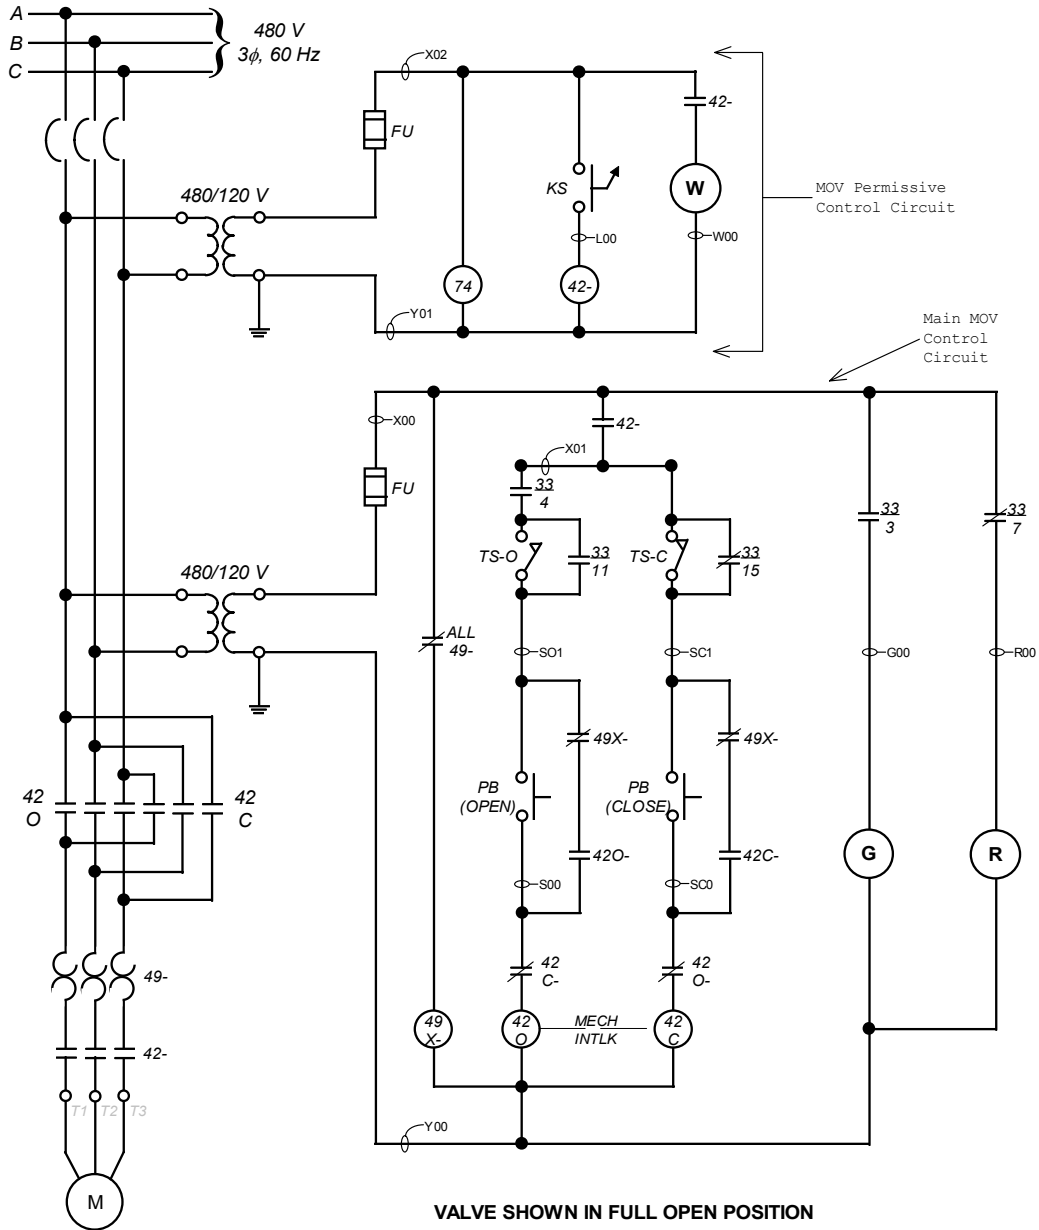 A
B
C
480 V
3ϕ, 60 Hz
X02
FU
42-
KS
W
480/120 V
L00
W00
74
42-
Y01
MOV Permissive
Control Circuit
Main MOV
Control
Circuit
X00
42-
X01
FU
33
4
33
3
33
7
TS-O
33
11
TS-C
33
15
480/120 V
ALL
49-
SO1
SC1
G00
R00
49X-
49X-
42
O
42
C
PB
(OPEN)
PB
(CLOSE)
42O-
42C-
G
R
S00
SC0
49-
42
C-
42
O-
49
X-
42
O
MECH
INTLK
42
C
42-
T1
T2
T3
Y00
M
VALVE SHOWN IN FULL OPEN POSITION